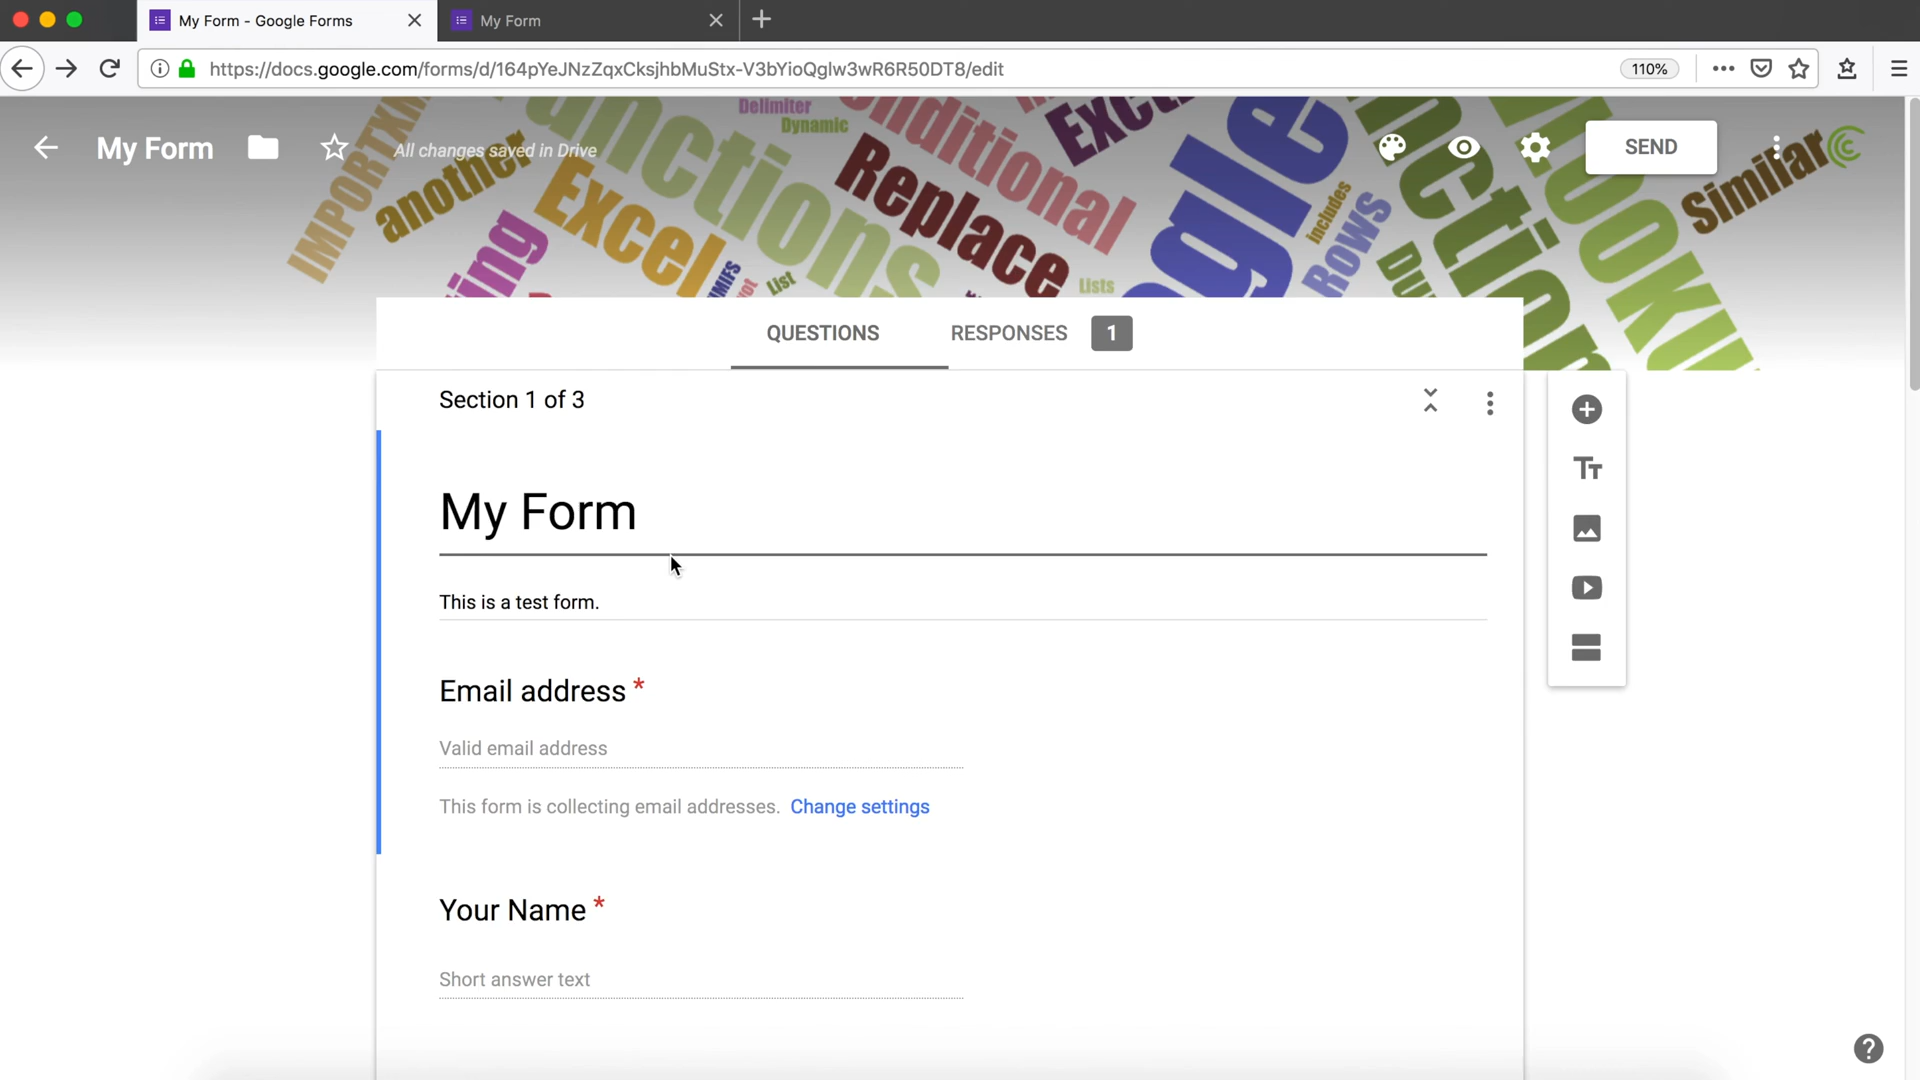 My Form - Google Forms
My Form
https://docs.google.com/forms/d/164pYeJNzZqxCksjhbMuStx-V3bYioQglw3wR6R50DT8/edit
110%
My Form
All changes saved in Drive
SEND
IMPORTXM
another
Excel
Delimiter
Dynamic
Replace
List
Lists
includes
Rows
Similar
QUESTIONS
RESPONSES 1
Section 1 of 3
My Form
This is a test form.
Email address *
Valid email address
This form is collecting email addresses. Change settings
Your Name *
Short answer text